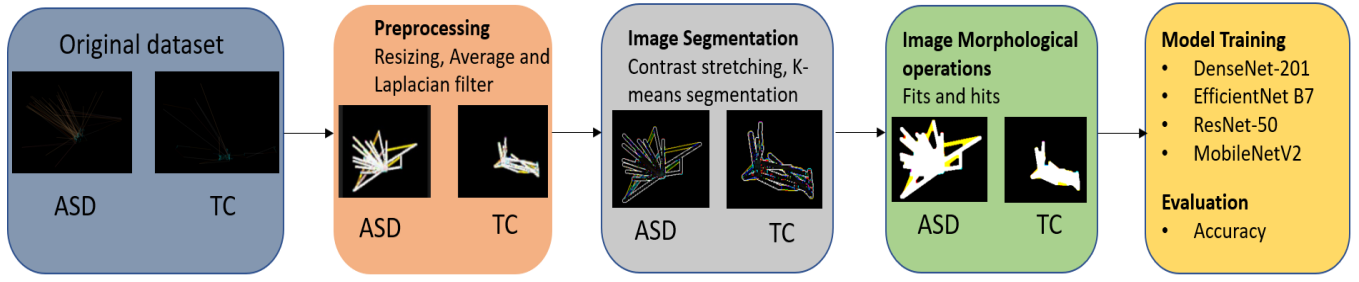 Original dataset
ASD
TC
Preprocessing
Resizing, Average and
Laplacian filter
ASD
TC
Image Segmentation
Contrast stretching, K-
means segmentation
ASD
TC
Image Morphological
operations
Fits and hits
ASD
TC
Model Training
• DenseNet-201
• EfficientNet B7
• ResNet-50
• MobileNetV2
Evaluation
• Accuracy